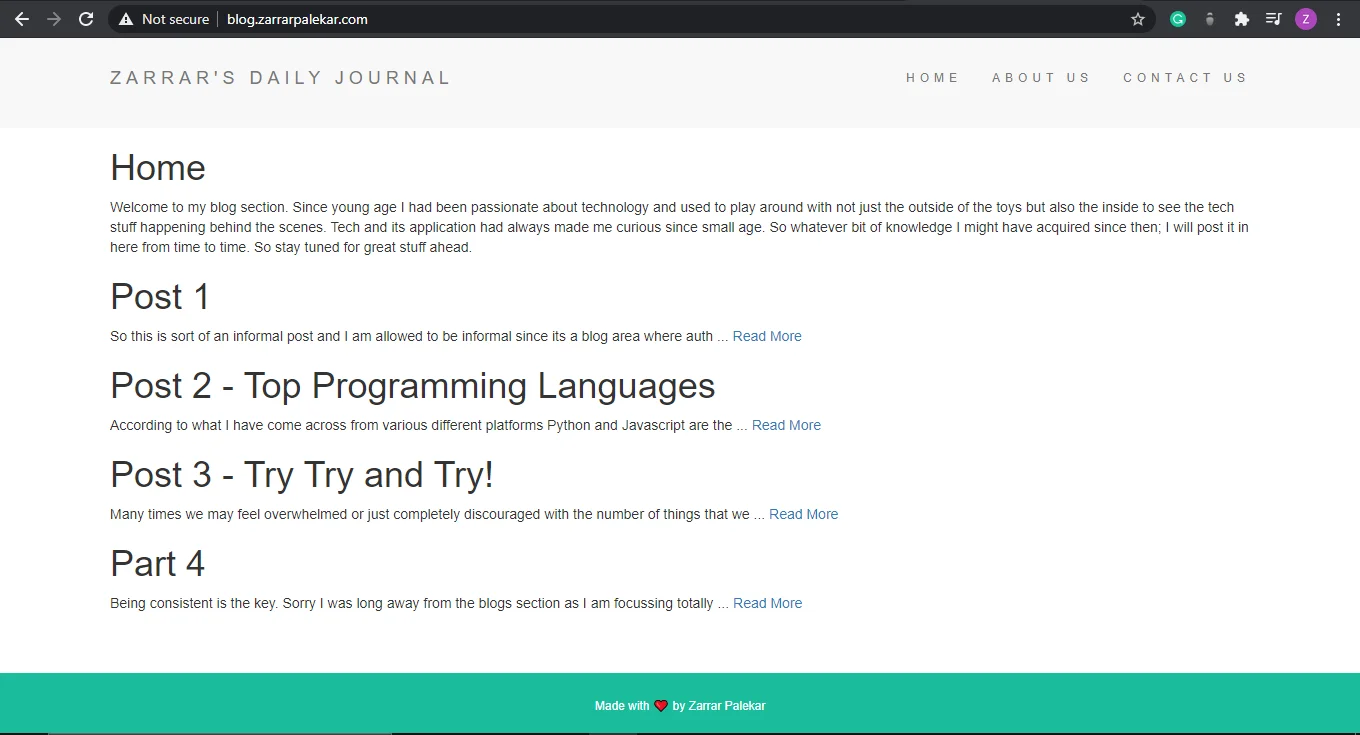 Not secure blog.zarrarpalekar.com Z
ZARRAR'S DAILY JOURNAL HOME ABOUT US CONTACT US
Home
Welcome to my blog section. Since young age I had been passionate about technology and used to play around with not just the outside of the toys but also the inside to see the tech
stuff happening behind the scenes. Tech and its application had always made me curious since small age. So whatever bit of knowledge I might have acquired since then; I will post it in
here from time to time. So stay tuned for great stuff ahead.
Post 1
So this is sort of an informal post and I am allowed to be informal since its a blog area where auth ... Read More
Post 2 - Top Programming Languages
According to what I have come across from various different platforms Python and Javascript are the ... Read More
Post 3 - Try Try and Try!
Many times we may feel overwhelmed or just completely discouraged with the number of things that we ... Read More
Part 4
Being consistent is the key. Sorry I was long away from the blogs section as I am focussing totally ... Read More
Made with ❤ by Zarrar Palekar